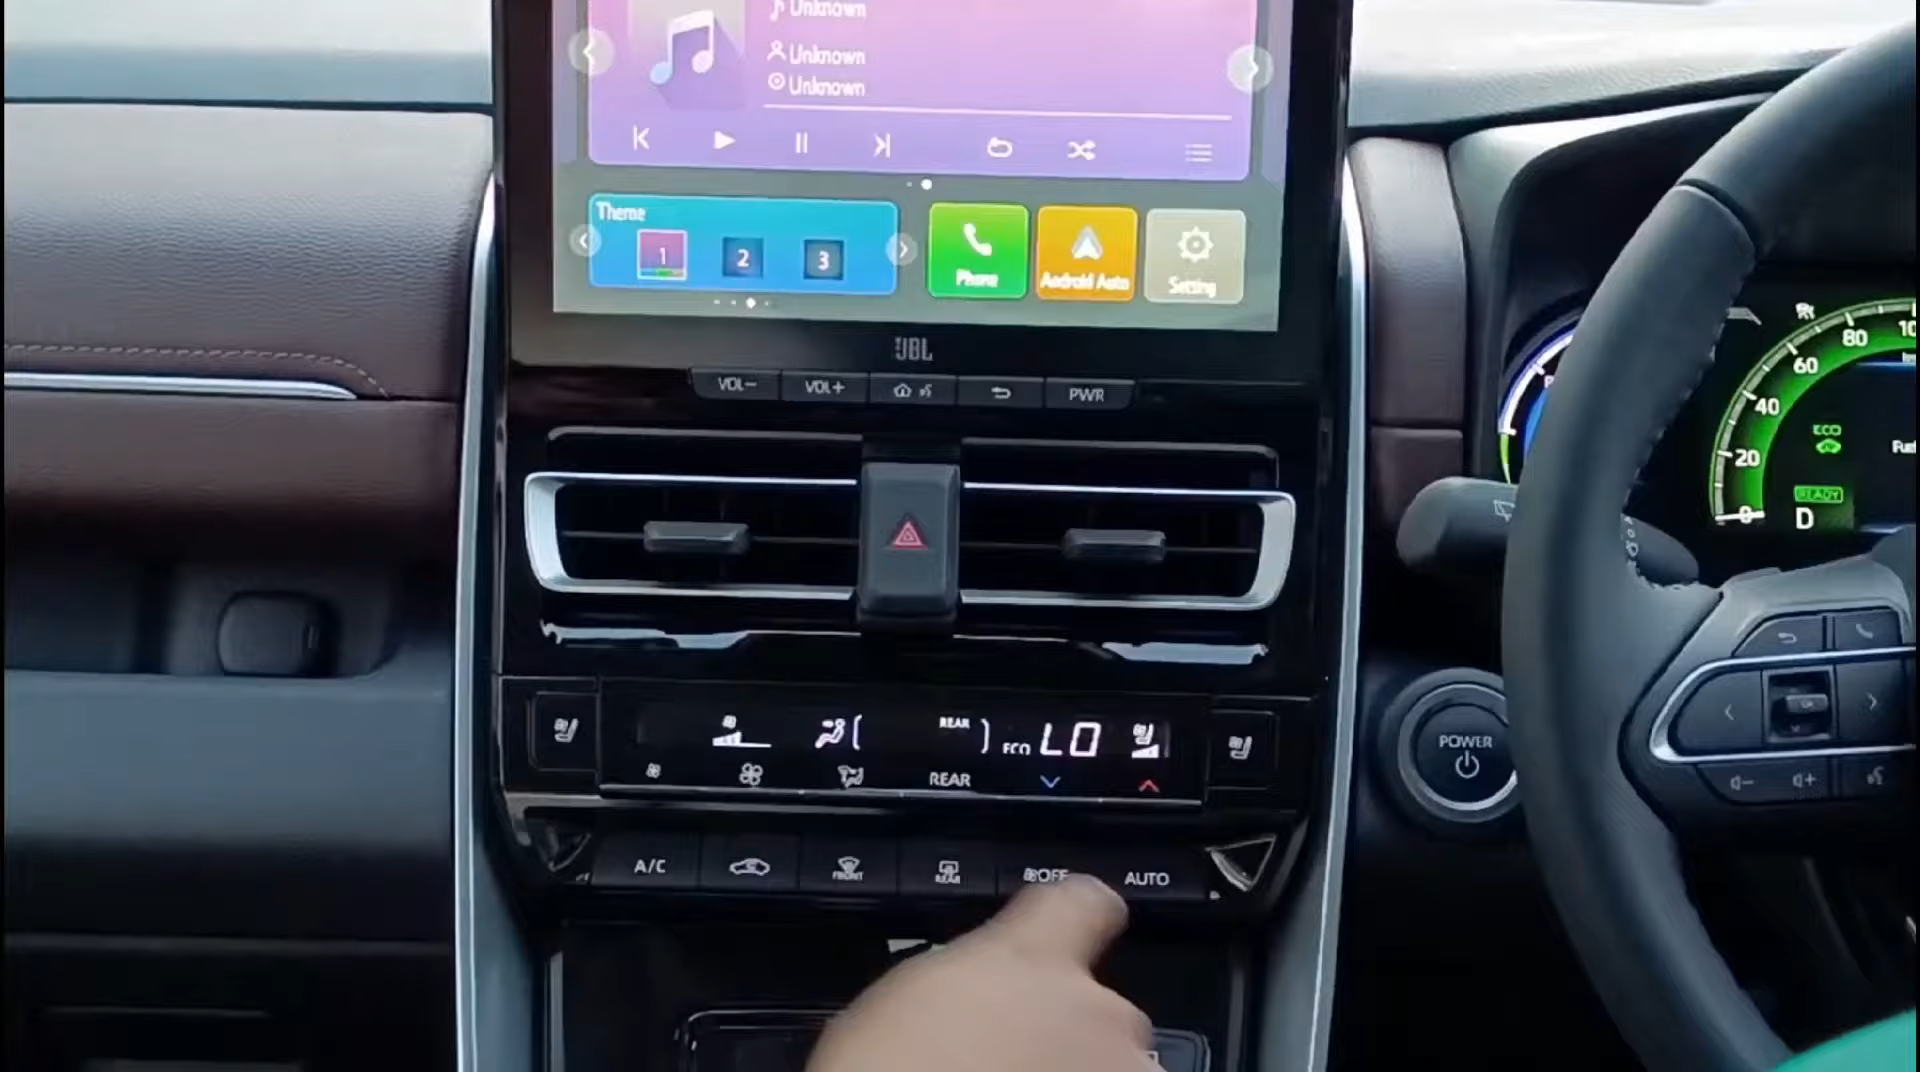 Unknown
Unknown
Unknown
Theme
1 2 3
Phone
Android Auto
Setting
JBL
VOL-
VOL+
PWR
80
60
40
20
0
ECO
READY
D
REAR
ECO LO
REAR
POWER
A/C
FRONT
REAR
OFF
AUTO